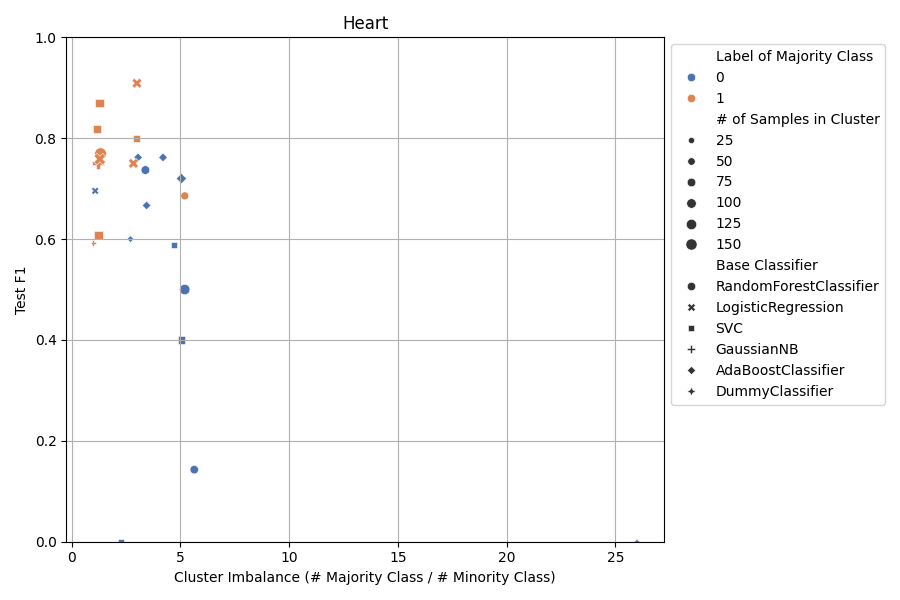 Heart
1.0
0.8
0.6
0.4
0.2
0.0
Test F1
0
5
10
15
20
25
Cluster Imbalance (# Majority Class / # Minority Class)
Label of Majority Class
0
1
# of Samples in Cluster
25
50
75
100
125
150
Base Classifier
RandomForestClassifier
LogisticRegression
SVC
GaussianNB
AdaBoostClassifier
DummyClassifier